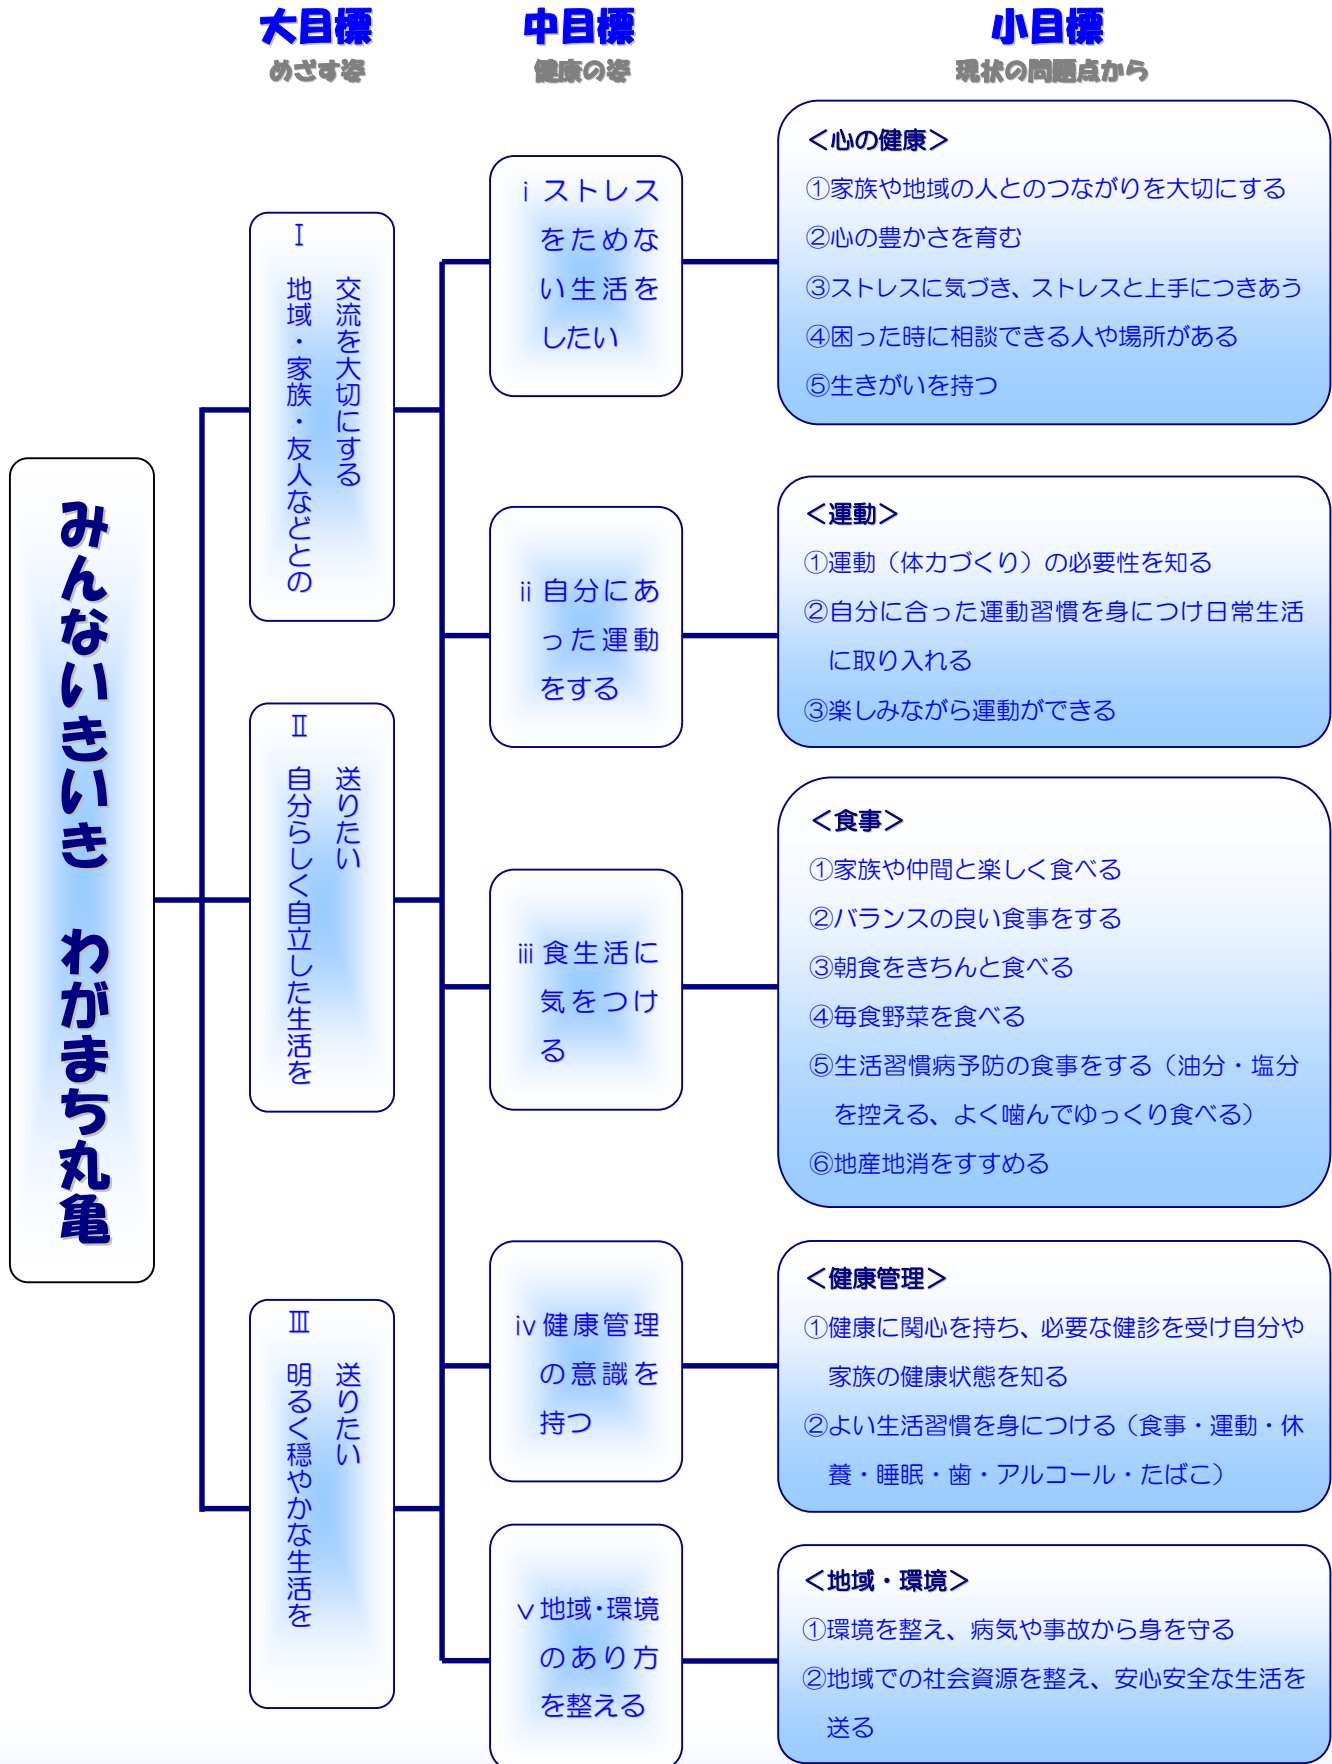 大目標
めざす姿
中目標
健康の姿
小目標
現状の問題点から
みんないきいき　わがまち丸亀
Ⅰ　地域・家族・友人などとの
交流を大切にする
Ⅱ　自分らしく自立した生活を
送りたい
Ⅲ　明るく穏やかな生活を
送りたい
ⅰ ストレス
をためな
い生活を
したい
ⅱ 自分にあ
った運動
をする
ⅲ 食生活に
気をつけ
る
ⅳ 健康管理
の意識を
持つ
ⅴ 地域・環境
のあり方
を整える
＜心の健康＞
①家族や地域の人とのつながりを大切にする
②心の豊かさを育む
③ストレスに気づき、ストレスと上手につきあう
④困った時に相談できる人や場所がある
⑤生きがいを持つ
＜運動＞
①運動（体力づくり）の必要性を知る
②自分に合った運動習慣を身につけ日常生活
に取り入れる
③楽しみながら運動ができる
＜食事＞
①家族や仲間と楽しく食べる
②バランスの良い食事をする
③朝食をきちんと食べる
④毎食野菜を食べる
⑤生活習慣病予防の食事をする（油分・塩分
を控える、よく噛んでゆっくり食べる）
⑥地産地消をすすめる
＜健康管理＞
①健康に関心を持ち、必要な健診を受け自分や
家族の健康状態を知る
②よい生活習慣を身につける（食事・運動・休
養・睡眠・歯・アルコール・たばこ）
＜地域・環境＞
①環境を整え、病気や事故から身を守る
②地域での社会資源を整え、安心安全な生活を
送る